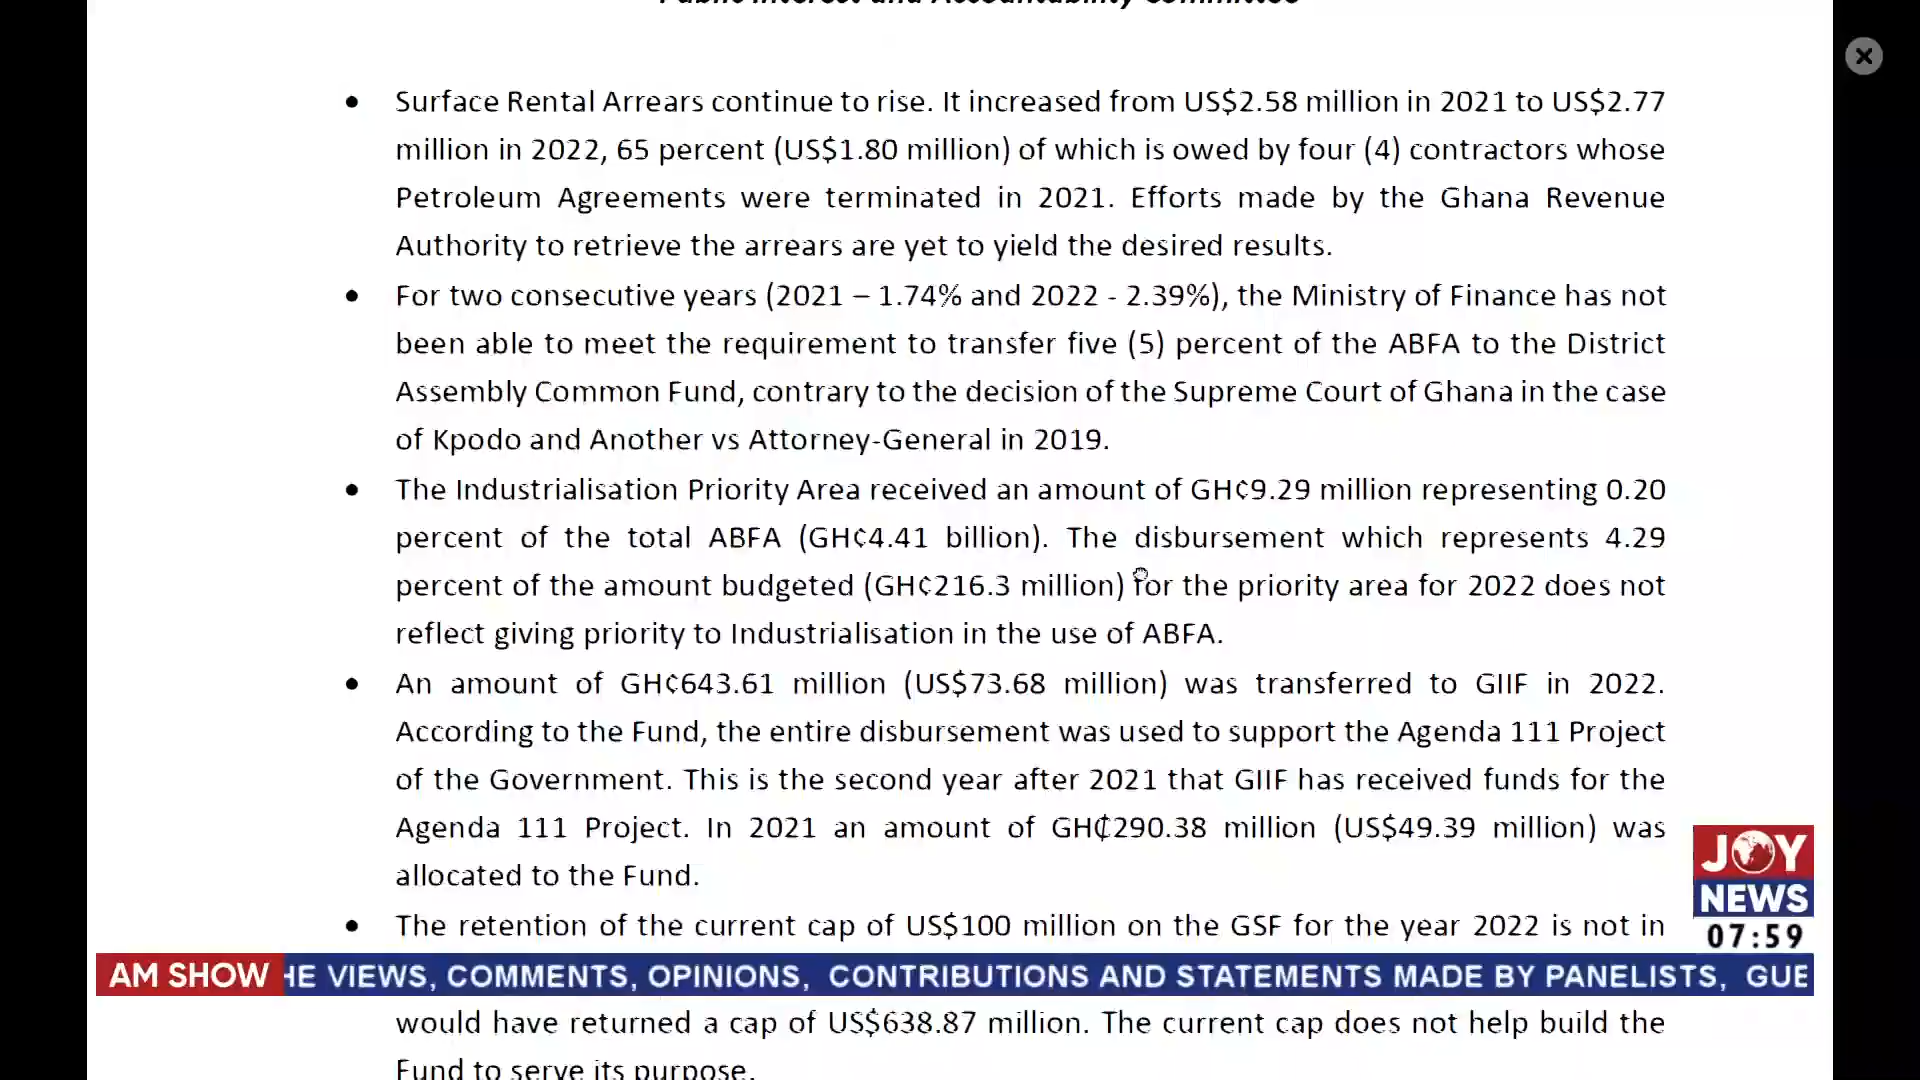 Public Interest and Accountability Committee
• Surface Rental Arrears continue to rise. It increased from US$2.58 million in 2021 to US$2.77
million in 2022, 65 percent (US$1.80 million) of which is owed by four (4) contractors whose
Petroleum Agreements were terminated in 2021. Efforts made by the Ghana Revenue
Authority to retrieve the arrears are yet to yield the desired results.
• For two consecutive years (2021 – 1.74% and 2022 - 2.39%), the Ministry of Finance has not
been able to meet the requirement to transfer five (5) percent of the ABFA to the District
Assembly Common Fund, contrary to the decision of the Supreme Court of Ghana in the case
of Kpodo and Another vs Attorney-General in 2019.
• The Industrialisation Priority Area received an amount of GH¢9.29 million representing 0.20
percent of the total ABFA (GH¢4.41 billion). The disbursement which represents 4.29
percent of the amount budgeted (GH¢216.3 million) for the priority area for 2022 does not
reflect giving priority to Industrialisation in the use of ABFA.
• An amount of GH¢643.61 million (US$73.68 million) was transferred to GIIF in 2022.
According to the Fund, the entire disbursement was used to support the Agenda 111 Project
of the Government. This is the second year after 2021 that GIIF has received funds for the
Agenda 111 Project. In 2021 an amount of GH₵290.38 million (US$49.39 million) was
allocated to the Fund.
• The retention of the current cap of US$100 million on the GSF for the year 2022 is not in
JOY
NEWS
07:59
AM SHOW HE VIEWS, COMMENTS, OPINIONS, CONTRIBUTIONS AND STATEMENTS MADE BY PANELISTS, GUE
would have returned a cap of US$638.87 million. The current cap does not help build the
Fund to serve its purpose.